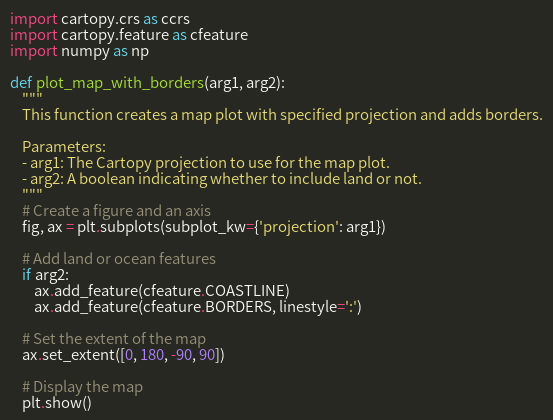 import cartopy.crs as ccrs
import cartopy.feature as cfeature
import numpy as np

def plot_map_with_borders(arg1, arg2):
    """
    This function creates a map plot with specified projection and adds borders.

    Parameters:
    - arg1: The Cartopy projection to use for the map plot.
    - arg2: A boolean indicating whether to include land or not.
    """
    # Create a figure and an axis
    fig, ax = plt.subplots(subplot_kw={'projection': arg1})

    # Add land or ocean features
    if arg2:
        ax.add_feature(cfeature.COASTLINE)
        ax.add_feature(cfeature.BORDERS, linestyle=':')

    # Set the extent of the map
    ax.set_extent([0, 180, -90, 90])

    # Display the map
    plt.show()